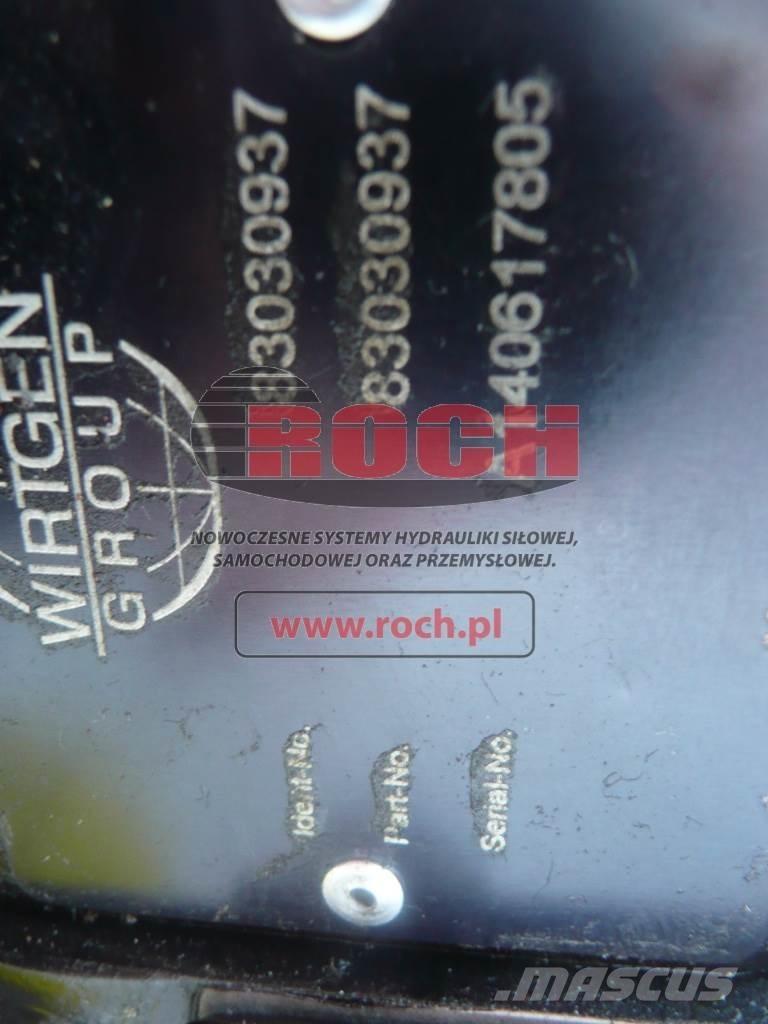 WIRTGEN
GROUP
Ident-No. 83030937
Part-No. 83030937
Serial-No. A140617805
ROCH
NOWOCZESNE SYSTEMY HYDRAULIKI SIŁOWEJ,
SAMOCHODOWEJ ORAZ PRZEMYSŁOWEJ.
www.roch.pl
MASCUS